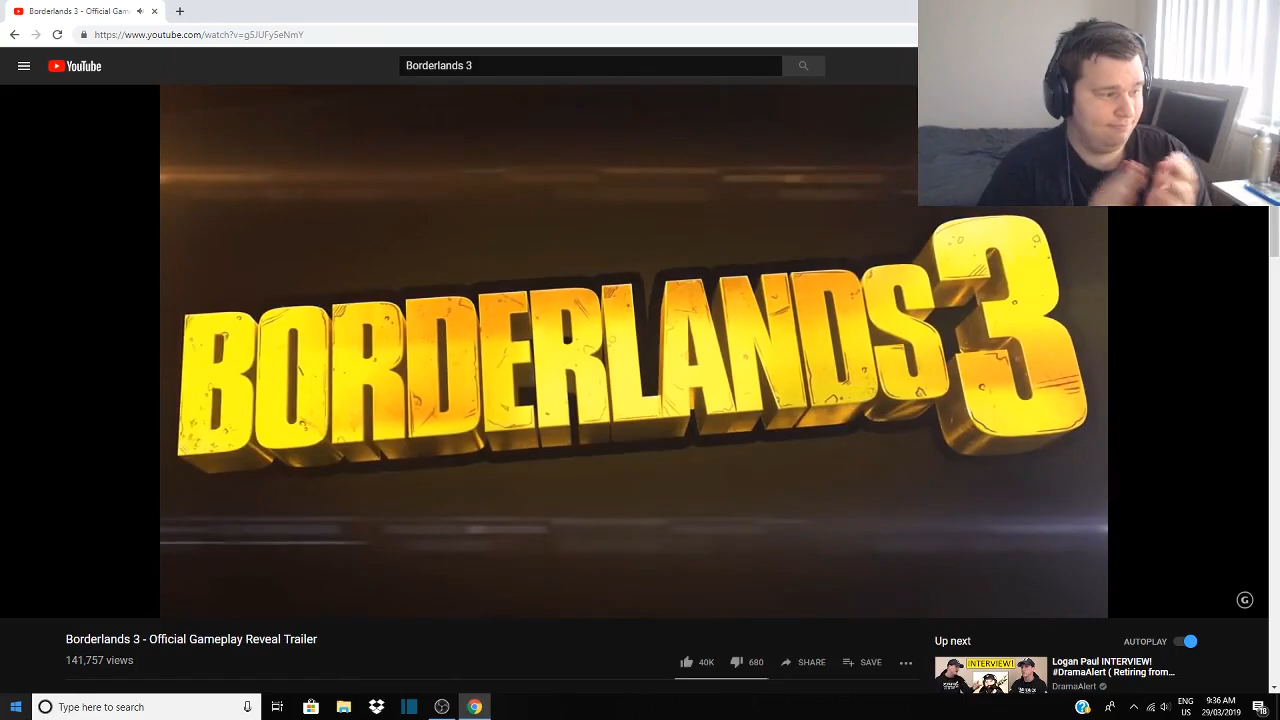 Borderlands 3 - Official Gam
https://www.youtube.com/watch?v=g5JUFy5eNmY
YouTube
Borderlands 3
BORDERLANDS 3
G
Borderlands 3 - Official Gameplay Reveal Trailer
141,757 views
40K
680
SHARE
SAVE
Up next
AUTOPLAY
INTERVIEW!
Logan Paul INTERVIEW!
#DramaAlert ( Retiring from...
DramaAlert
Type here to search
ENG
US
9:36 AM
29/03/2019
18